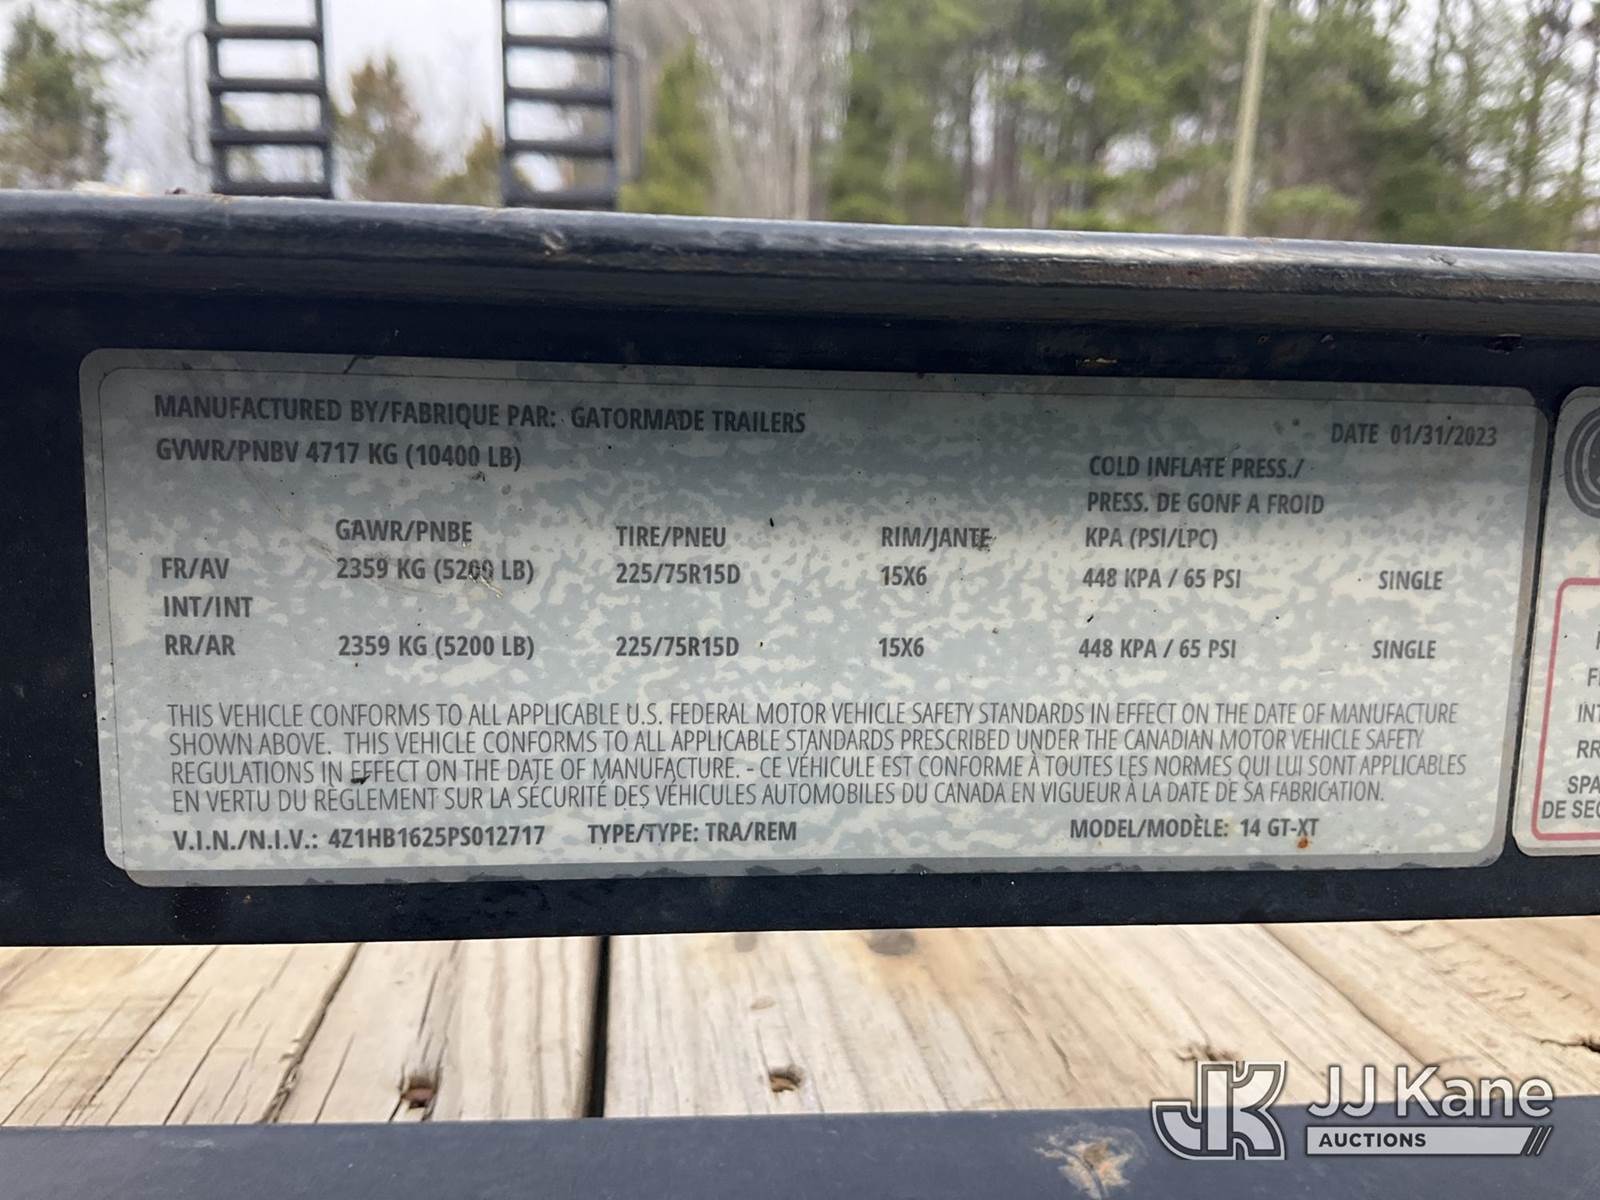 MANUFACTURED BY/FABRIQUE PAR: GATORMADE TRAILERS
DATE 01/31/2023
GVWR/PNBV 4717 KG (10400 LB)
COLD INFLATE PRESS./
PRESS. DE GONF A FROID
GAWR/PNBE TIRE/PNEU RIM/JANTE KPA (PSI/LPC)
FR/AV 2359 KG (5200 LB) 225/75R15D 15X6 448 KPA / 65 PSI SINGLE
INT/INT
RR/AR 2359 KG (5200 LB) 225/75R15D 15X6 448 KPA / 65 PSI SINGLE
THIS VEHICLE CONFORMS TO ALL APPLICABLE U.S. FEDERAL MOTOR VEHICLE SAFETY STANDARDS IN EFFECT ON THE DATE OF MANUFACTURE
SHOWN ABOVE. THIS VEHICLE CONFORMS TO ALL APPLICABLE STANDARDS PRESCRIBED UNDER THE CANADIAN MOTOR VEHICLE SAFETY
REGULATIONS IN EFFECT ON THE DATE OF MANUFACTURE. - CE VÉHICULE EST CONFORME À TOUTES LES NORMES QUI LUI SONT APPLICABLES
EN VERTU DU RÈGLEMENT SUR LA SÉCURITÉ DES VÉHICULES AUTOMOBILES DU CANADA EN VIGUEUR À LA DATE DE SA FABRICATION.
V.I.N./N.I.V.: 4Z1HB1625PS012717 TYPE/TYPE: TRA/REM MODEL/MODÈLE: 14 GT-XT
RR
SPA
DE SEC
JK JJ Kane
AUCTIONS